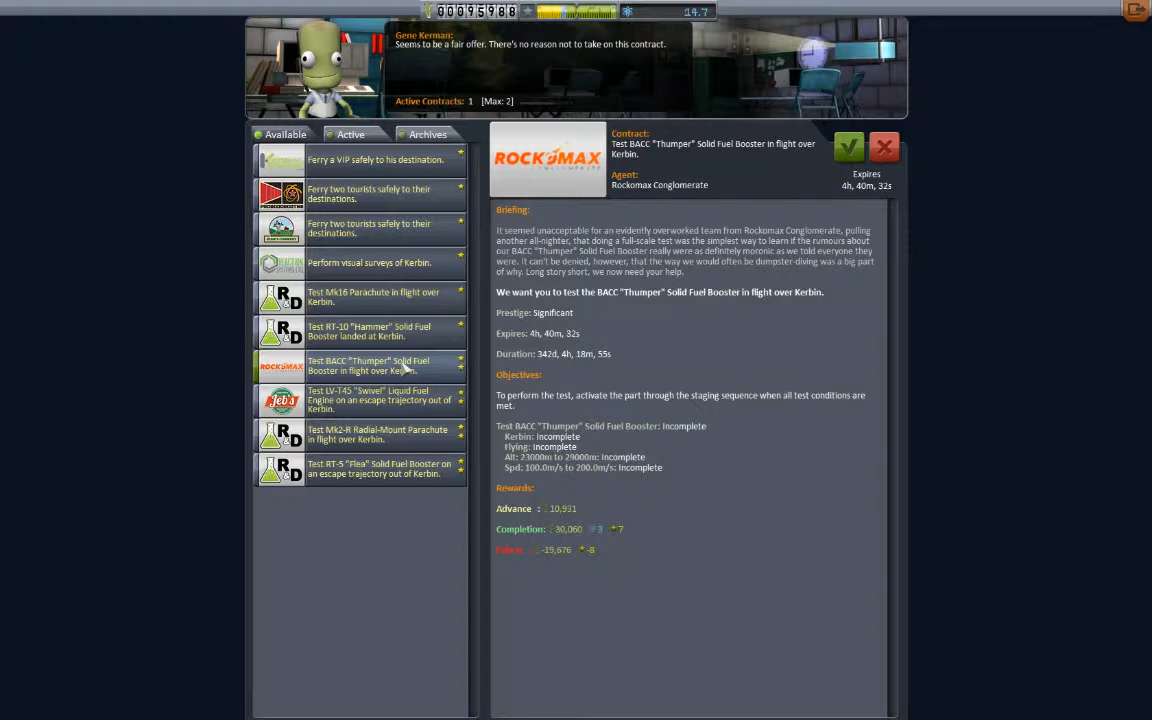 00095988
14.7
Gene Kerman:
Seems to be a fair offer. There's no reason not to take on this contract.
Active Contracts: 1 [Max: 2]
Available
Active
Archives
Ferry a VIP safely to his destination.
Ferry two tourists safely to their
destinations.
Ferry two tourists safely to their
destinations.
Perform visual surveys of Kerbin.
R&D
Test Mk16 Parachute in flight over
Kerbin.
R&D
Test RT-10 "Hammer" Solid Fuel
Booster landed at Kerbin.
ROCKOMAX
Test BACC "Thumper" Solid Fuel
Booster in flight over Kerbin.
Jeb's
Test LV-T45 "Swivel" Liquid Fuel
Engine on an escape trajectory out of
Kerbin.
R&D
Test Mk2-R Radial-Mount Parachute
in flight over Kerbin.
R&D
Test RT-5 "Flea" Solid Fuel Booster on
an escape trajectory out of Kerbin.
ROCKOMAX
CONGLOMERATE
Contract:
Test BACC "Thumper" Solid Fuel Booster in flight over
Kerbin.
Agent:
Rockomax Conglomerate
Expires
4h, 40m, 32s
Briefing:
It seemed unacceptable for an evidently overworked team from Rockomax Conglomerate, pulling
another all-nighter, that doing a full-scale test was the simplest way to learn if the rumours about
our BACC "Thumper" Solid Fuel Booster really were as definitely moronic as we told everyone they
were. It can't be denied, however, that the way we would often be dumpster-diving was a big part
of why. Long story short, we now need your help.
We want you to test the BACC "Thumper" Solid Fuel Booster in flight over Kerbin.
Prestige: Significant
Expires: 4h, 40m, 32s
Duration: 342d, 4h, 18m, 55s
Objectives:
To perform the test, activate the part through the staging sequence when all test conditions are
met.
Test BACC "Thumper" Solid Fuel Booster: Incomplete
Kerbin: Incomplete
Flying: Incomplete
Alt: 23000m to 29000m: Incomplete
Spd: 100.0m/s to 200.0m/s: Incomplete
Rewards:
Advance : 10,931
Completion: 30,060 3 +7
Failure: -19,676 -8